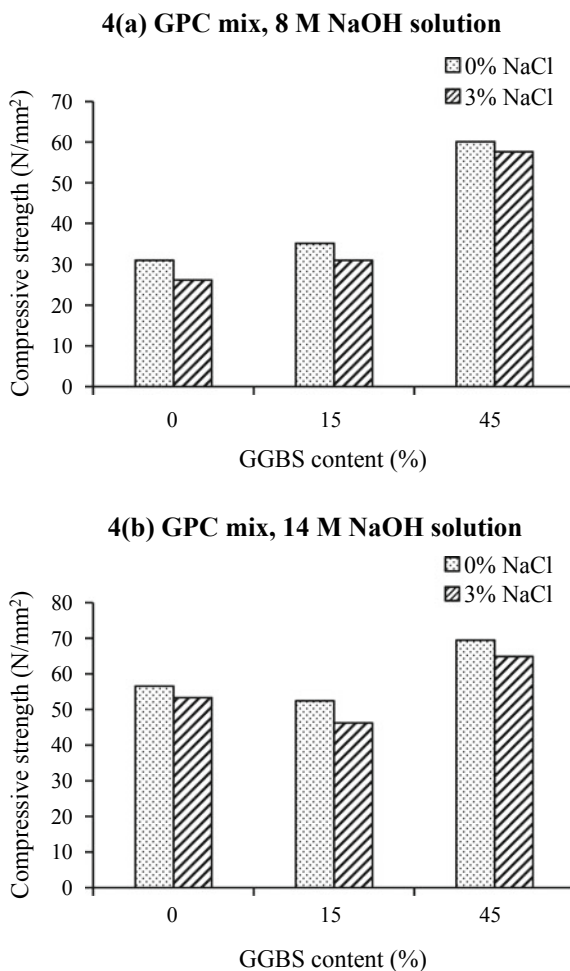 4(a) GPC mix, 8 M NaOH solution
0% NaCl
3% NaCl
Compressive strength (N/mm²)
70
60
50
40
30
20
10
0
0 15 45
GGBS content (%)
4(b) GPC mix, 14 M NaOH solution
0% NaCl
3% NaCl
Compressive strength (N/mm²)
80
70
60
50
40
30
20
10
0
0 15 45
GGBS content (%)